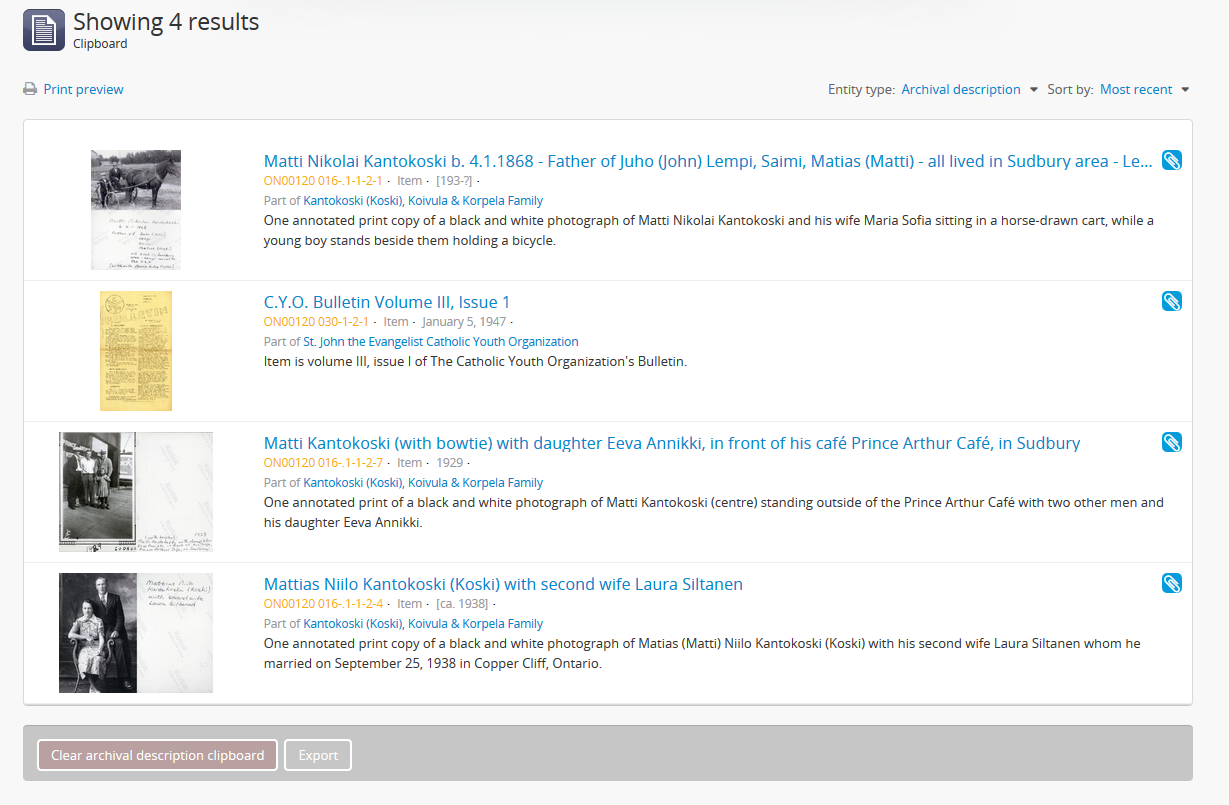 Showing 4 results
Clipboard
Print preview
Entity type: Archival description Sort by: Most recent
Matti Nikolai Kantokoski b. 4.1.1868 - Father of Juho (John) Lempi, Saimi, Matias (Matti) - all lived in Sudbury area - Le...
ON00120 016-.1-1-2-1 · Item · [193-?] ·
Part of Kantokoski (Koski), Koivula & Korpela Family
One annotated print copy of a black and white photograph of Matti Nikolai Kantokoski and his wife Maria Sofia sitting in a horse-drawn cart, while a
young boy stands beside them holding a bicycle.
BULLETIN
C.Y.O. Bulletin Volume III, Issue 1
ON00120 030-1-2-1 · Item · January 5, 1947 ·
Part of St. John the Evangelist Catholic Youth Organization
Item is volume III, issue I of The Catholic Youth Organization's Bulletin.
1929
Matti Kantokoski (with bowtie) with daughter Eeva Annikki, in front of his café Prince Arthur Café, in Sudbury
ON00120 016-.1-1-2-7 · Item · 1929 ·
Part of Kantokoski (Koski), Koivula & Korpela Family
One annotated print of a black and white photograph of Matti Kantokoski (centre) standing outside of the Prince Arthur Café with two other men and
his daughter Eeva Annikki.
Kantokoski (Koski)
with second wife
Laura Siltanen
Mattias Niilo Kantokoski (Koski) with second wife Laura Siltanen
ON00120 016-.1-1-2-4 · Item · [ca. 1938] ·
Part of Kantokoski (Koski), Koivula & Korpela Family
One annotated print copy of a black and white photograph of Matias (Matti) Niilo Kantokoski (Koski) with his second wife Laura Siltanen whom he
married on September 25, 1938 in Copper Cliff, Ontario.
Clear archival description clipboard
Export